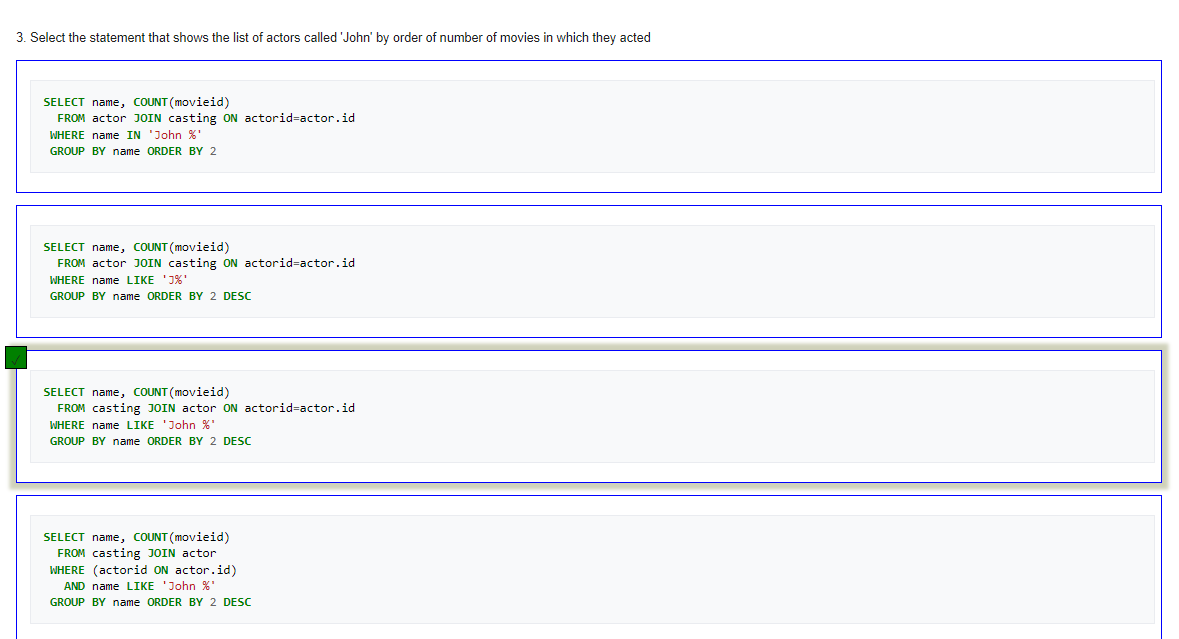 3. Select the statement that shows the list of actors called 'John' by order of number of movies in which they acted
SELECT name, COUNT(movieid)
FROM actor JOIN casting ON actorid=actor.id
WHERE name IN 'John %'
GROUP BY name ORDER BY 2
SELECT name, COUNT(movieid)
FROM actor JOIN casting ON actorid=actor.id
WHERE name LIKE 'J%'
GROUP BY name ORDER BY 2 DESC
SELECT name, COUNT(movieid)
FROM casting JOIN actor ON actorid=actor.id
WHERE name LIKE 'John %'
GROUP BY name ORDER BY 2 DESC
SELECT name, COUNT(movieid)
FROM casting JOIN actor
WHERE (actorid ON actor.id)
AND name LIKE 'John %'
GROUP BY name ORDER BY 2 DESC